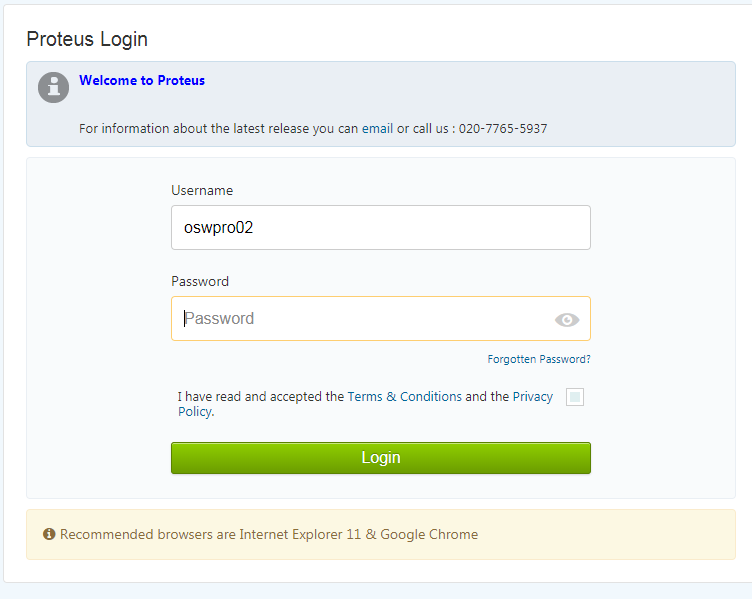 Proteus Login
Welcome to Proteus
For information about the latest release you can email or call us : 020-7765-5937
Username
oswpro02
Password
Password
Forgotten Password?
I have read and accepted the Terms & Conditions and the Privacy
Policy.
Login
Recommended browsers are Internet Explorer 11 & Google Chrome